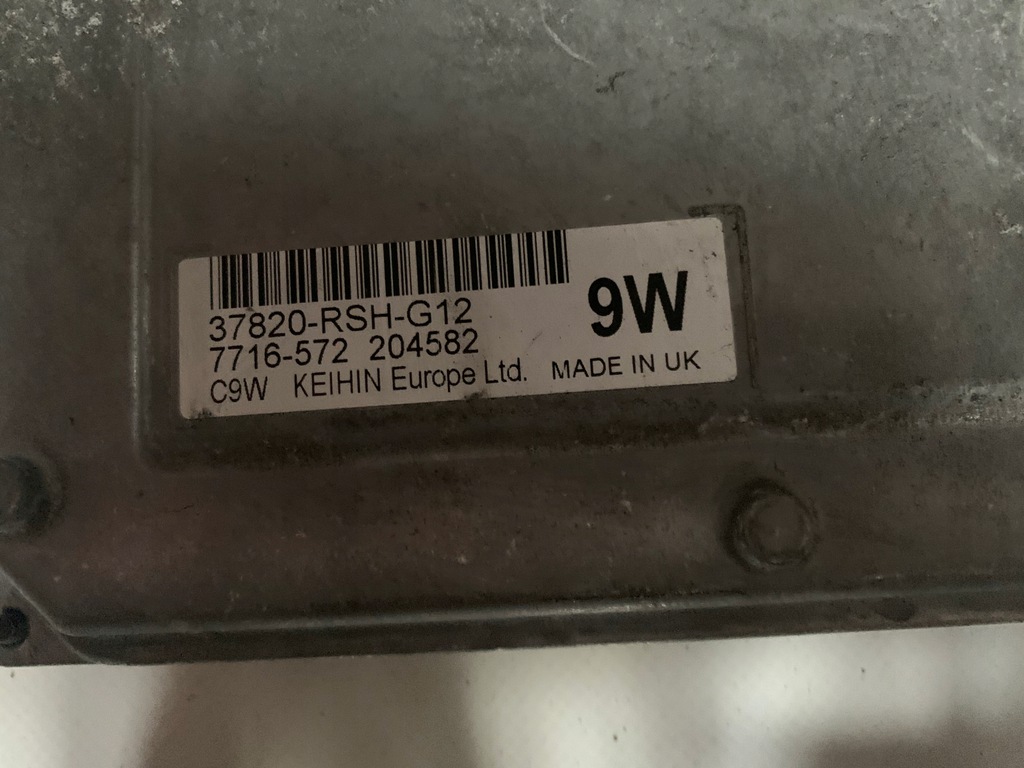 37820-RSH-G12
9W
7716-572 204582
C9W KEIHIN Europe Ltd. MADE IN UK